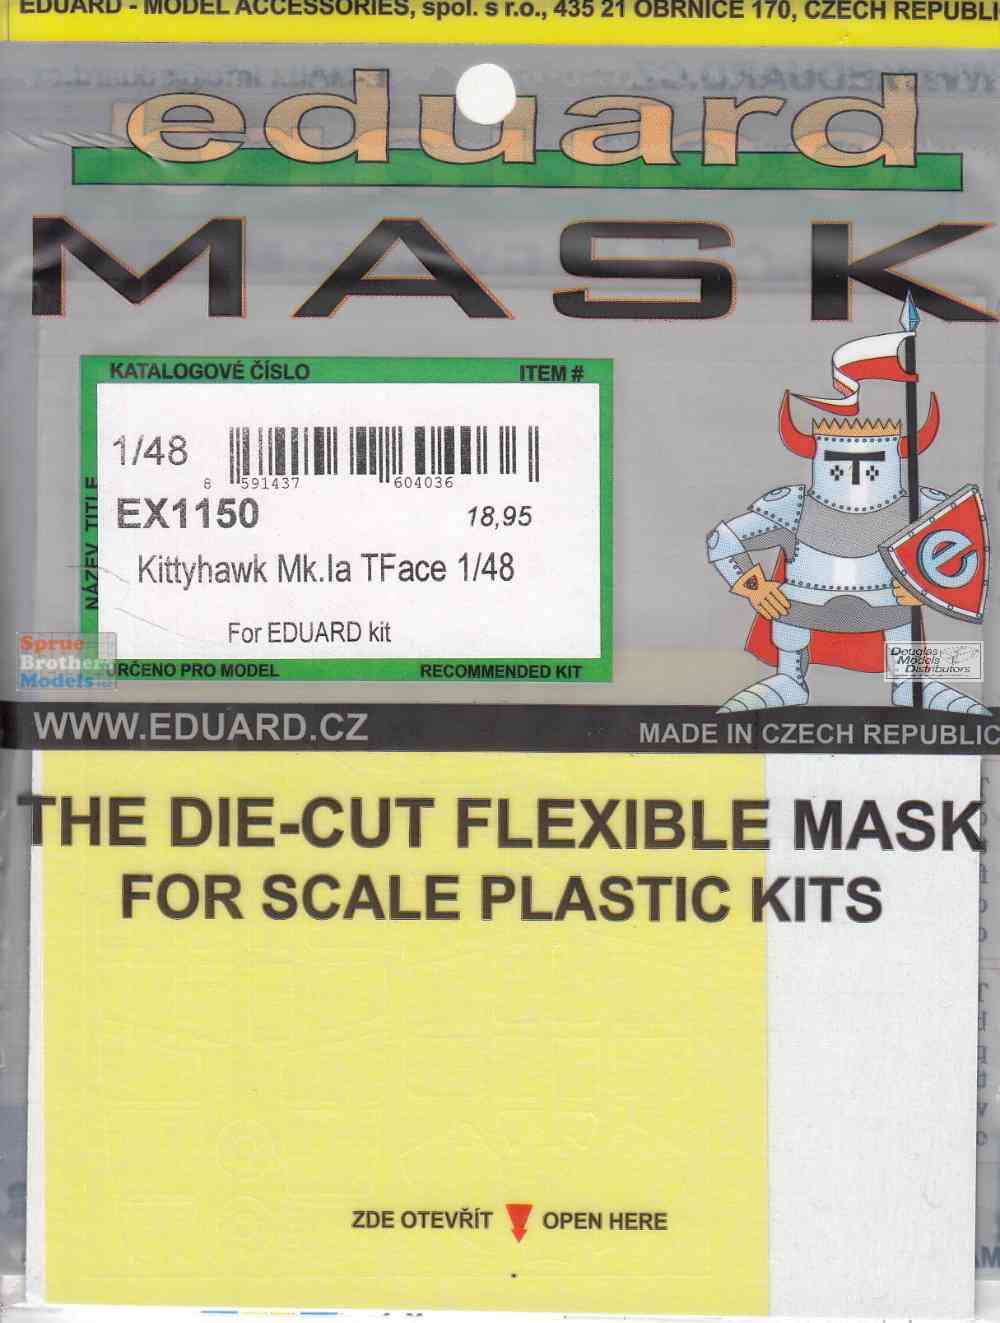 EDUARD - MODEL ACCESSORIES, spol. s r.o., 435 21 OBRNICE 170, CZECH REPUBLI
eduard
MASK
KATALOGOVÉ ČÍSLO ITEM #
1/48
8 591437 604036
NÁZEV TITLE
EX1150 18,95
Kittyhawk Mk.Ia TFace 1/48
For EDUARD kit
URČENO PRO MODEL RECOMMENDED KIT
Sprue
Brothers
Models LLC
e
Douglas
Models
Distributors
WWW.EDUARD.CZ MADE IN CZECH REPUBLIC
THE DIE-CUT FLEXIBLE MASK
FOR SCALE PLASTIC KITS
ZDE OTEVŘÍT OPEN HERE